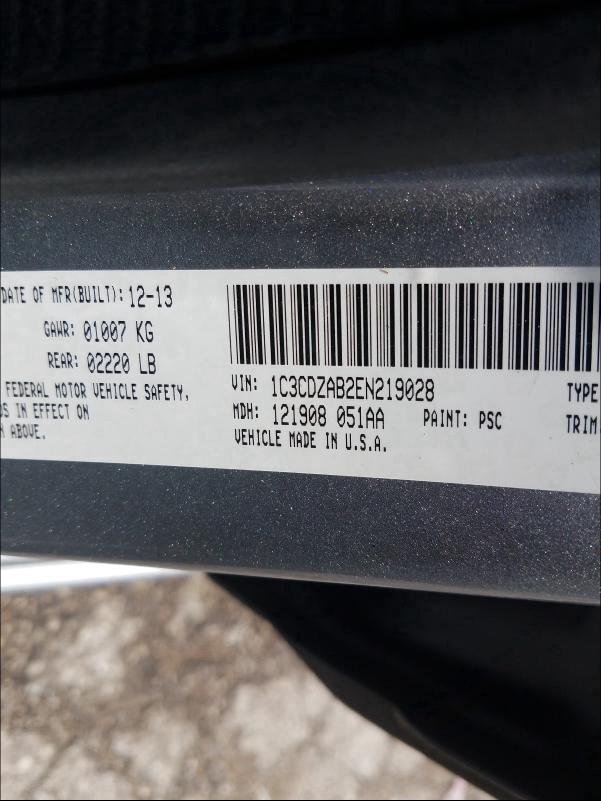 DATE OF MFR(BUILT): 12-13
GAWR: 01007 KG
REAR: 02220 LB
FEDERAL MOTOR VEHICLE SAFETY,
DS IN EFFECT ON
N ABOVE.
VIN: 1C3CDZAB2EN219028
TYPE
MDH: 121908 051AA
PAINT: PSC
TRIM
VEHICLE MADE IN U.S.A.